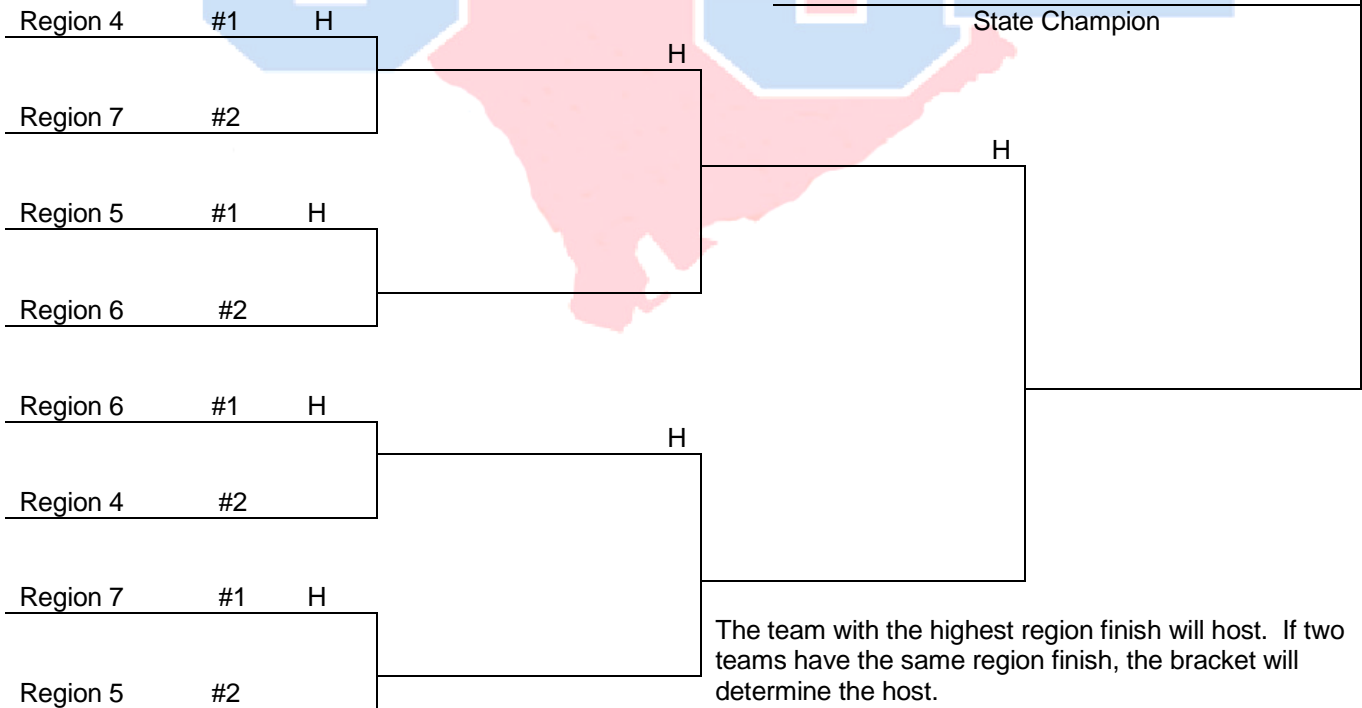 State Champion
Region 4 #1 H
H
Region 7 #2
H
Region 5 #1 H
Region 6 #2
Region 6 #1 H
H
Region 4 #2
Region 7 #1 H
Region 5 #2
The team with the highest region finish will host. If two
teams have the same region finish, the bracket will
determine the host.